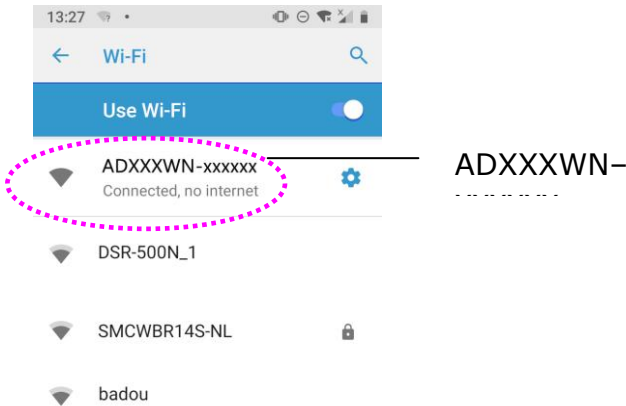 13:27
Wi-Fi
Use Wi-Fi
ADXXXWN-xxxxxx
Connected, no internet
ADXXXWN–
DSR-500N_1
SMCWBR14S-NL
badou